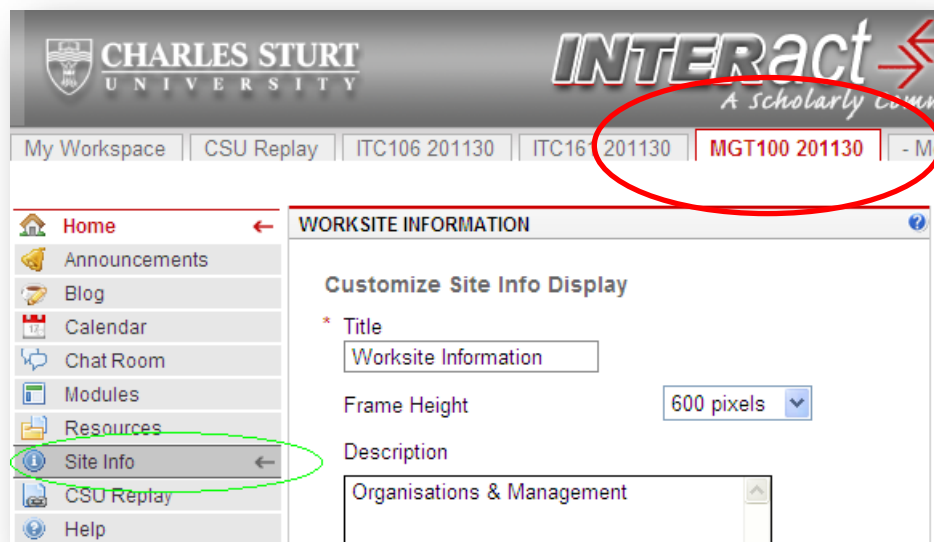 CHARLES STURT
UNIVERSITY
INTERact
A Scholarly
My Workspace CSU Replay ITC106 201130 ITC161 201130 MGT100 201130 -
Home
Announcements
Blog
Calendar
Chat Room
Modules
Resources
Site Info
CSU Replay
Help
WORKSITE INFORMATION
Customize Site Info Display
* Title
Worksite Information
Frame Height 600 pixels
Description
Organisations & Management